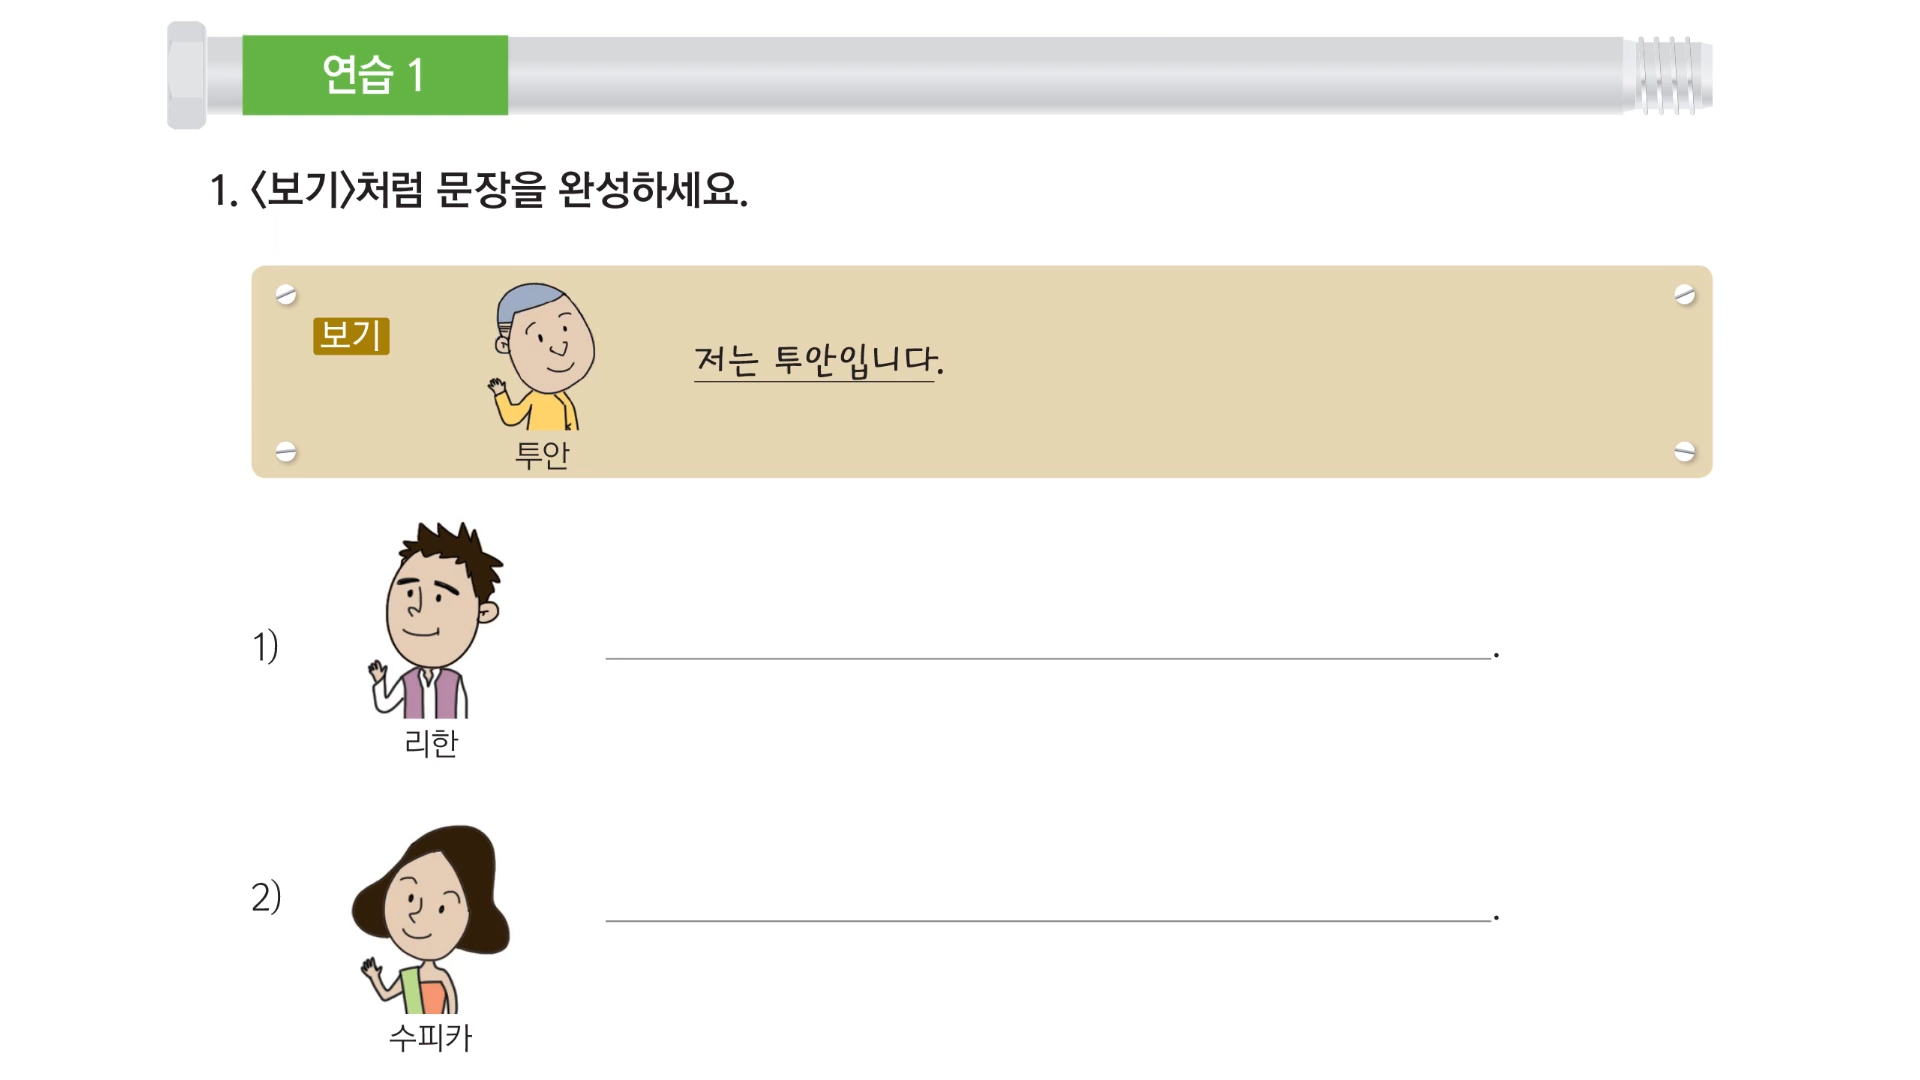 연습 1
1. 〈보기〉처럼 문장을 완성하세요.
보기
저는 투안입니다.
투안
1)
.
리한
2)
.
수피카